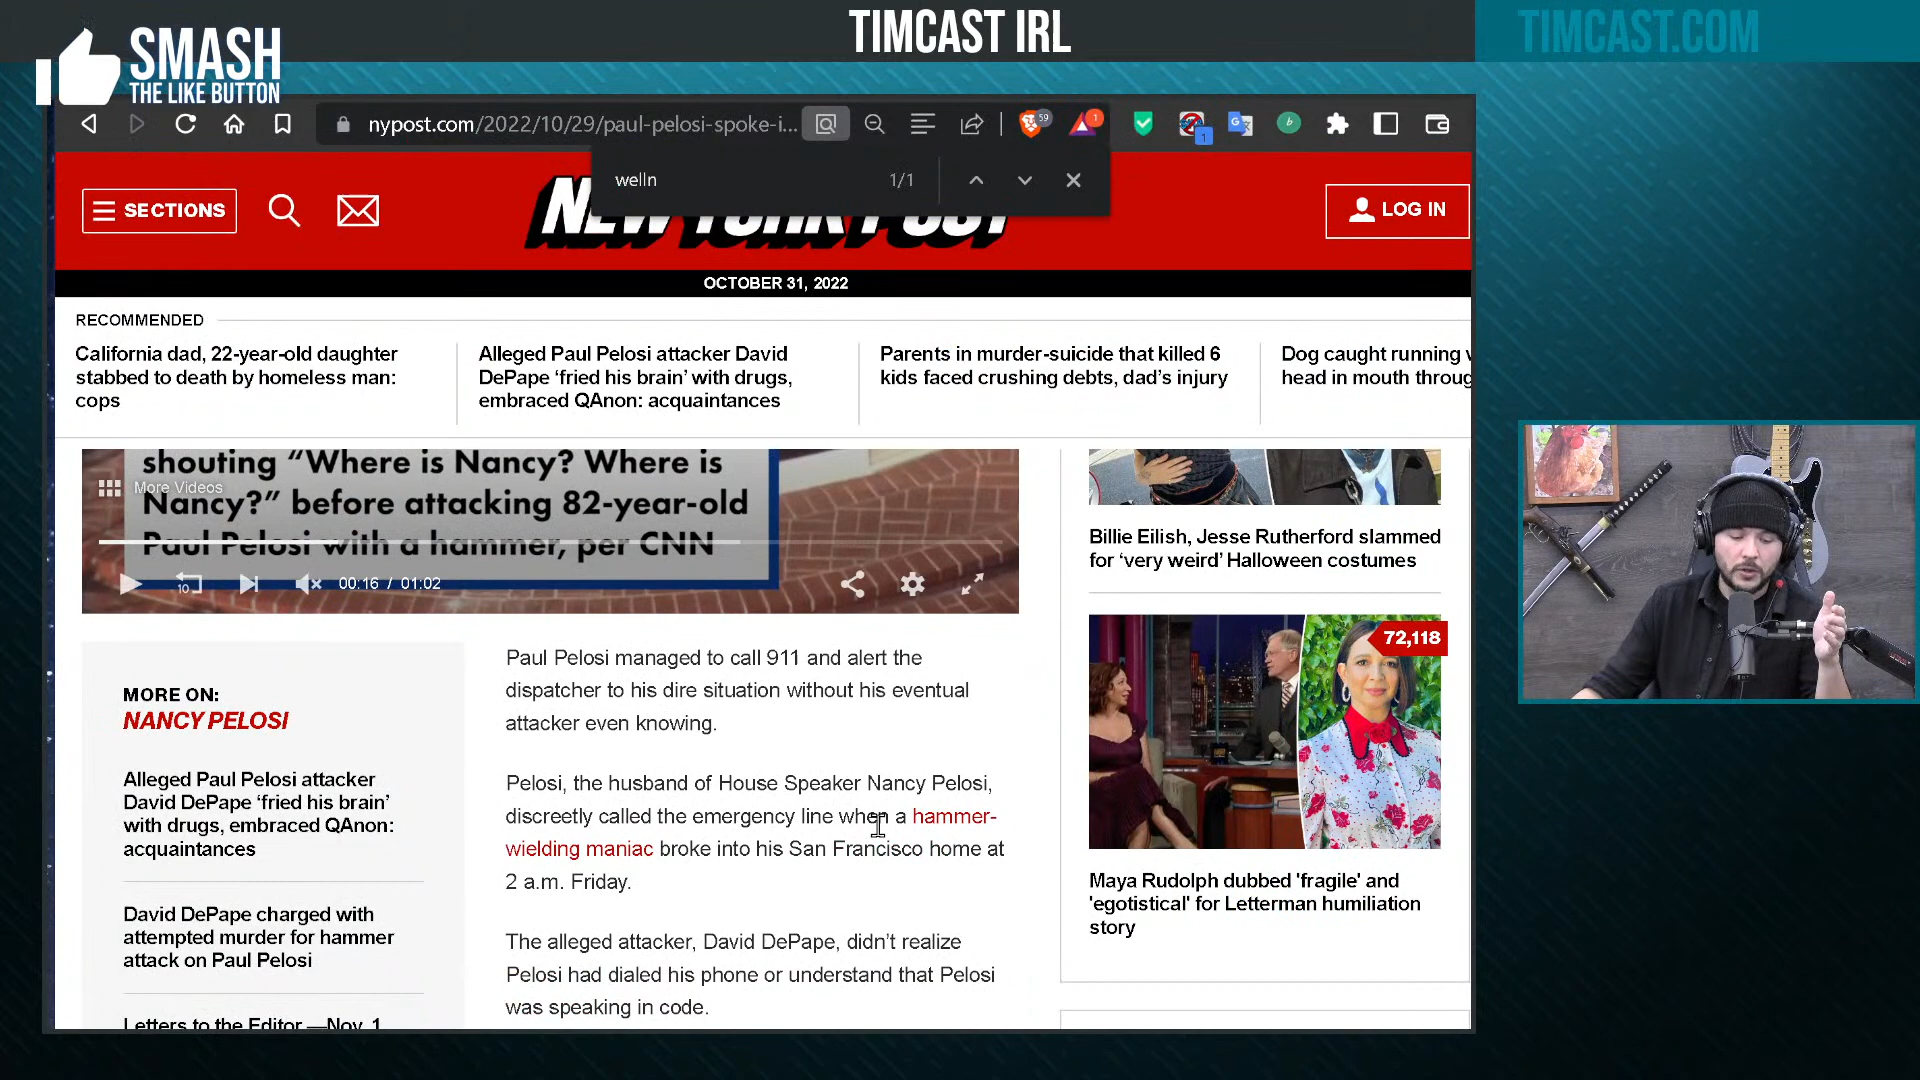 TIMCAST IRL
TIMCAST.COM
SMASH
THE LIKE BUTTON
nypost.com/2022/10/29/paul-pelosi-spoke-i...
59
1
1
b
welln
1/1
SECTIONS
NEW YORK POST
LOG IN
OCTOBER 31, 2022
RECOMMENDED
California dad, 22-year-old daughter
stabbed to death by homeless man:
cops
Alleged Paul Pelosi attacker David
DePape ‘fried his brain’ with drugs,
embraced QAnon: acquaintances
Parents in murder-suicide that killed 6
kids faced crushing debts, dad’s injury
Dog caught running
head in mouth throug
shouting “Where is Nancy? Where is
More Videos
Nancy?” before attacking 82-year-old
Paul Pelosi with a hammer, per CNN
10
00:16 / 01:02
Billie Eilish, Jesse Rutherford slammed
for ‘very weird’ Halloween costumes
72,118
Maya Rudolph dubbed 'fragile' and
'egotistical' for Letterman humiliation
story
MORE ON:
NANCY PELOSI
Alleged Paul Pelosi attacker
David DePape ‘fried his brain’
with drugs, embraced QAnon:
acquaintances
David DePape charged with
attempted murder for hammer
attack on Paul Pelosi
Letters to the Editor —Nov. 1
Paul Pelosi managed to call 911 and alert the
dispatcher to his dire situation without his eventual
attacker even knowing.
Pelosi, the husband of House Speaker Nancy Pelosi,
discreetly called the emergency line when a hammer-
wielding maniac broke into his San Francisco home at
2 a.m. Friday.
The alleged attacker, David DePape, didn’t realize
Pelosi had dialed his phone or understand that Pelosi
was speaking in code.